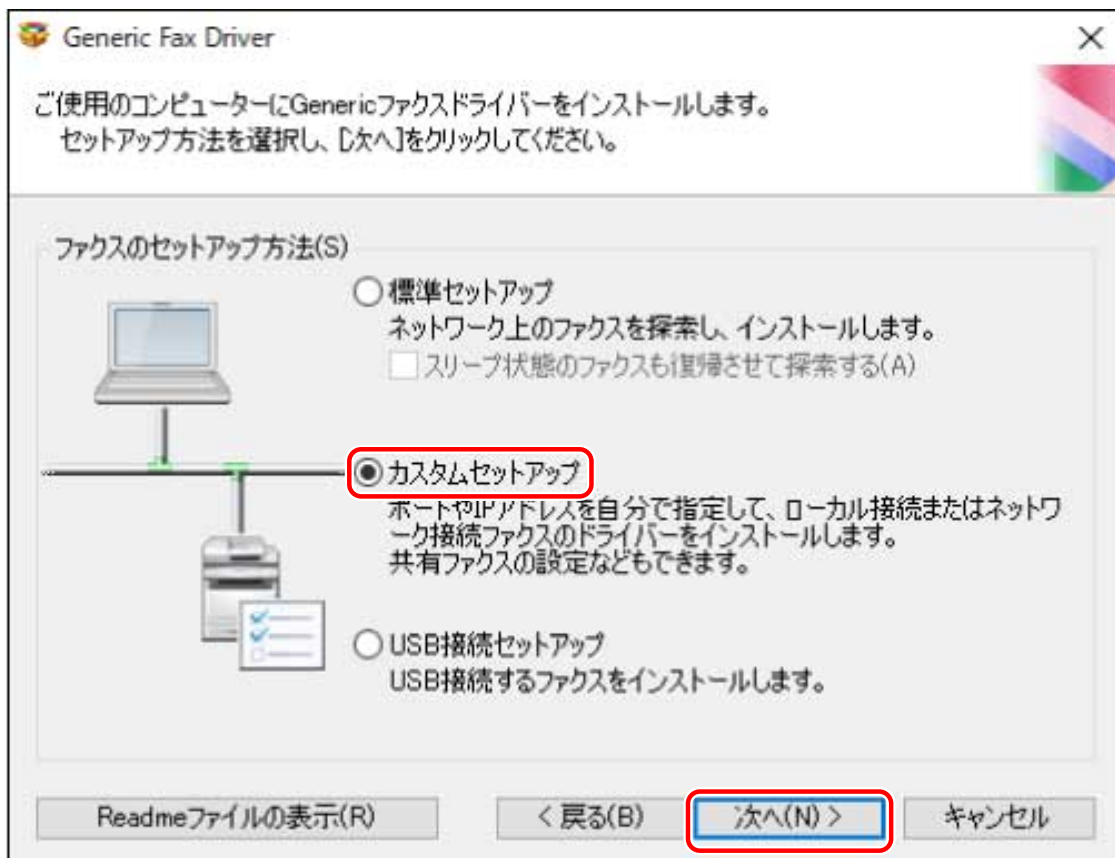 Generic Fax Driver
ご使用のコンピューターにGenericファクスドライバーをインストールします。
セットアップ方法を選択し、[次へ]をクリックしてください。
ファクスのセットアップ方法(S)
標準セットアップ
ネットワーク上のファクスを探索し、インストールします。
スリープ状態のファクスも復帰させて探索する(A)
カスタムセットアップ
ポートやIPアドレスを自分で指定して、ローカル接続またはネットワ
ーク接続ファクスのドライバーをインストールします。
共有ファクスの設定などもできます。
USB接続セットアップ
USB接続するファクスをインストールします。
Readmeファイルの表示(R)
< 戻る(B)
次へ(N) >
キャンセル